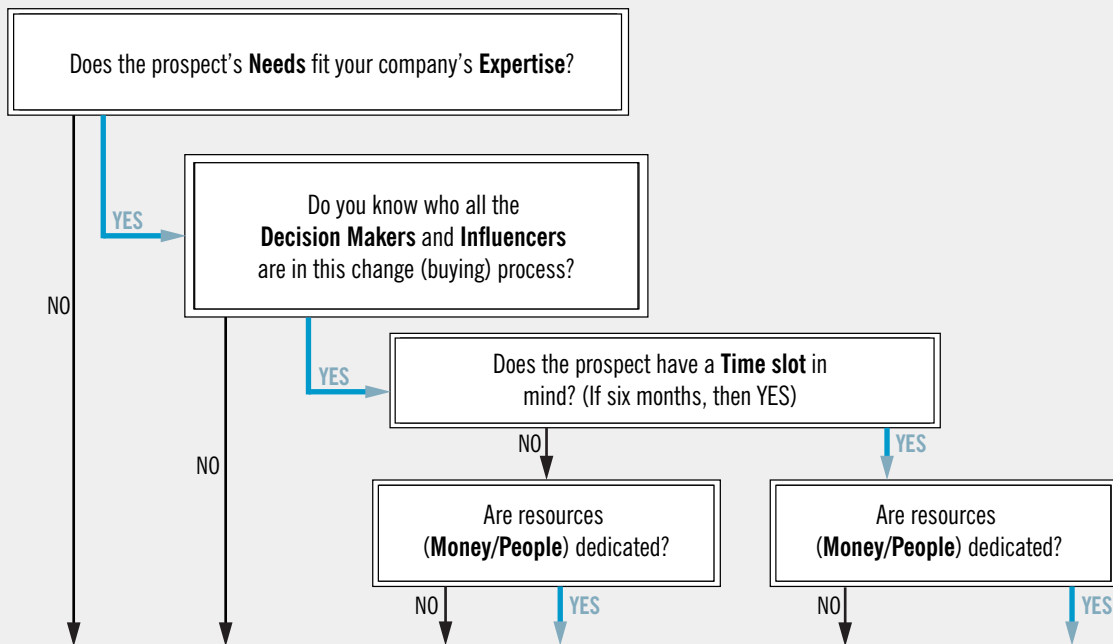 Does the prospect’s Needs fit your company’s Expertise?
YES
Do you know who all the
Decision Makers and Influencers
are in this change (buying) process?
NO
YES
Does the prospect have a Time slot in
mind? (If six months, then YES)
NO
NO
YES
Are resources
(Money/People) dedicated?
Are resources
(Money/People) dedicated?
NO
YES
NO
YES